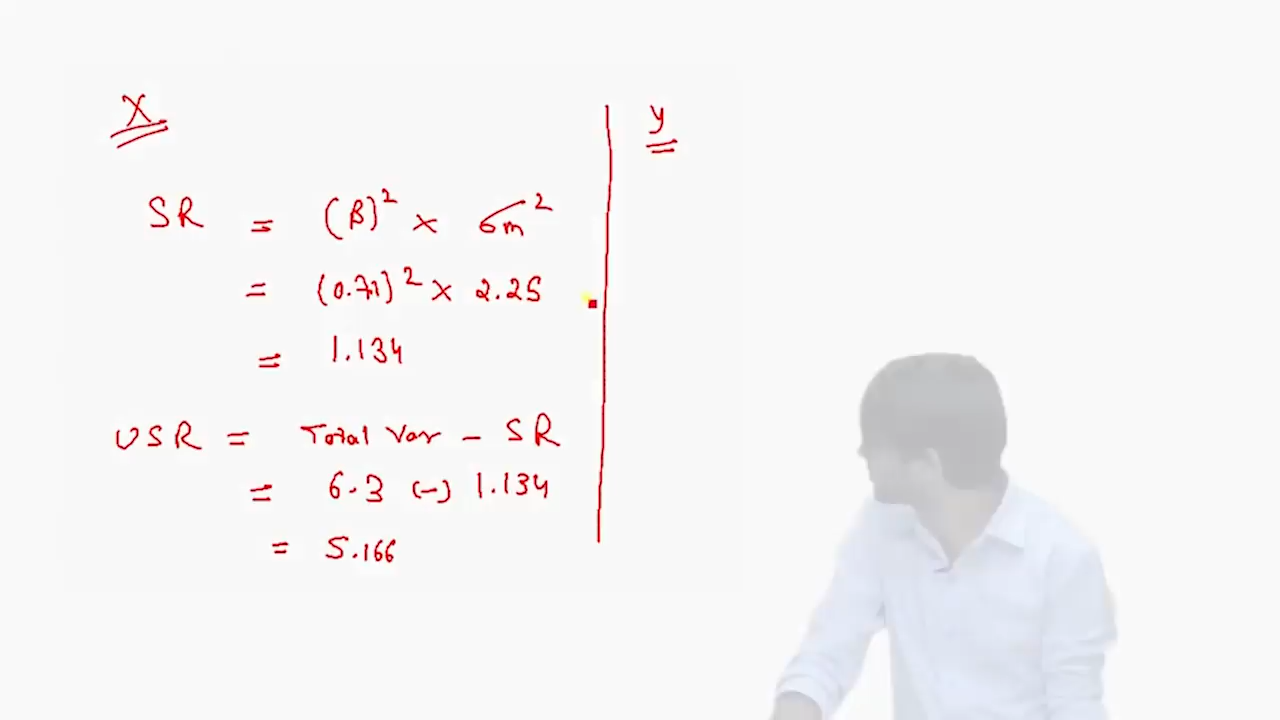 X
SR = (β)² × σm²
= (0.71)² × 2.25
= 1.134
USR = Total Var - SR
= 6.3 (-) 1.134
= 5.166
y